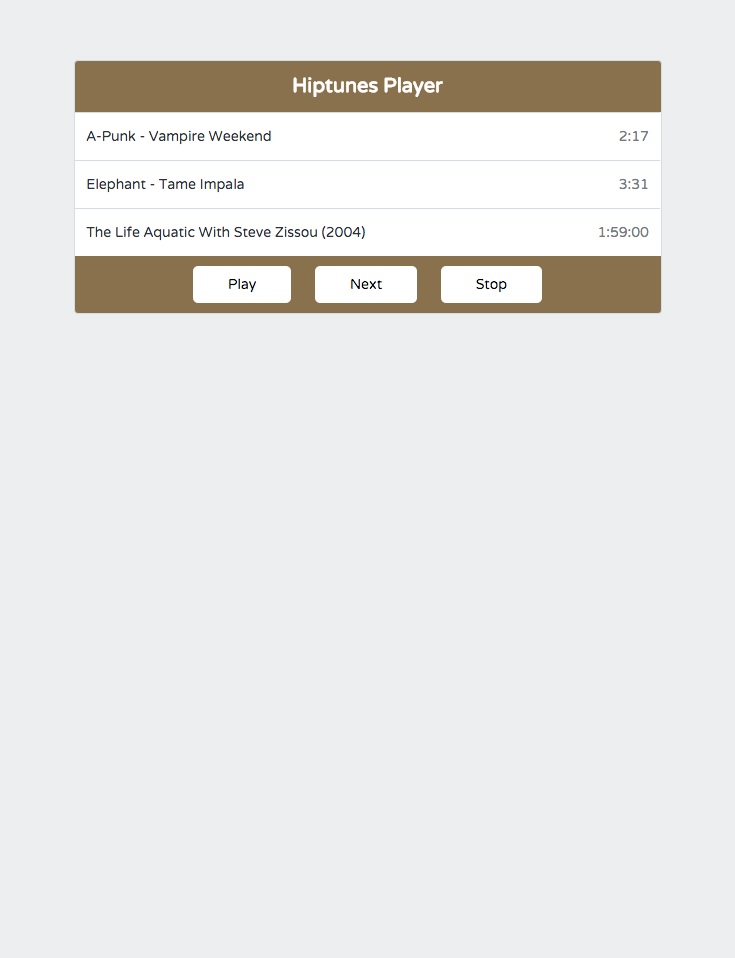 Hiptunes Player
A-Punk - Vampire Weekend 2:17
Elephant - Tame Impala 3:31
The Life Aquatic With Steve Zissou (2004) 1:59:00
Play Next Stop